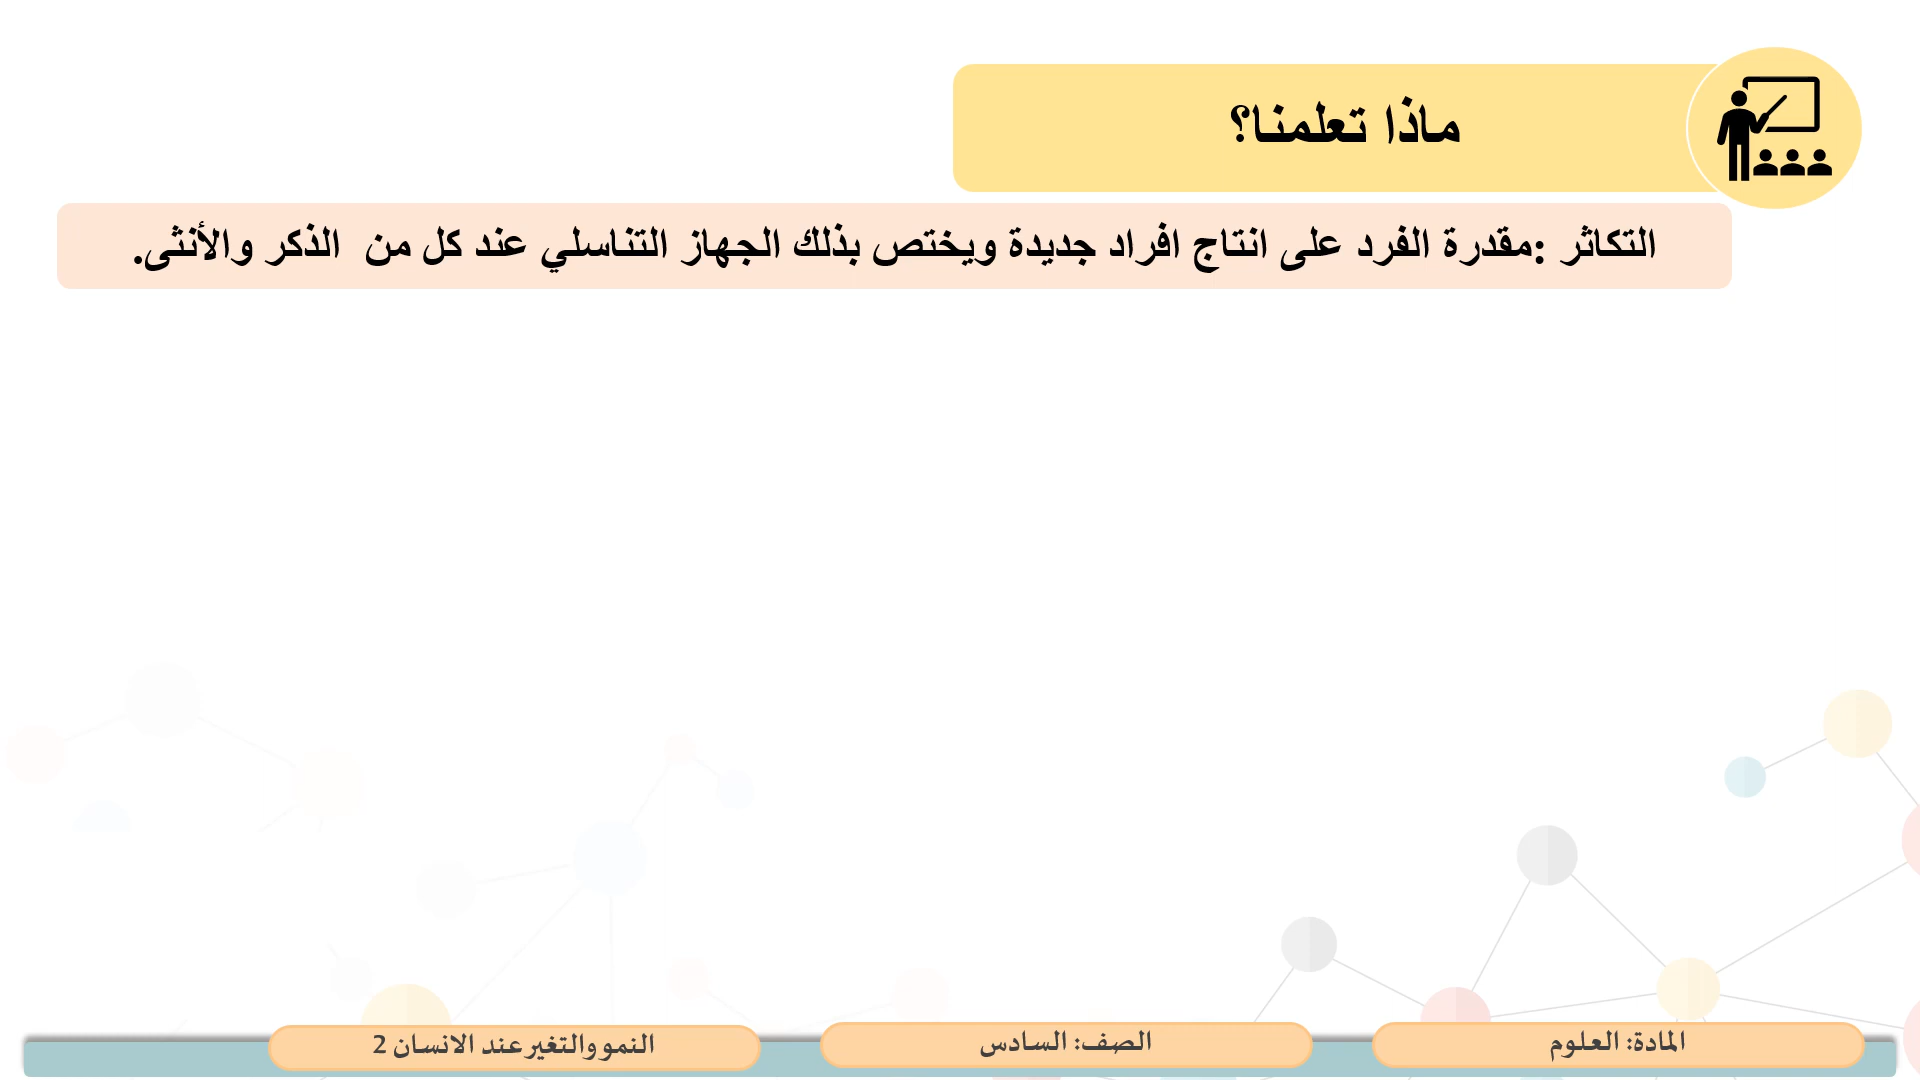 ماذا تعلمنا؟
التكاثر :مقدرة الفرد على انتاج افراد جديدة ويختص بذلك الجهاز التناسلي عند كل من الذكر والأنثى.
المادة: العلوم
الصف: السادس
النمو والتغير عند الانسان 2